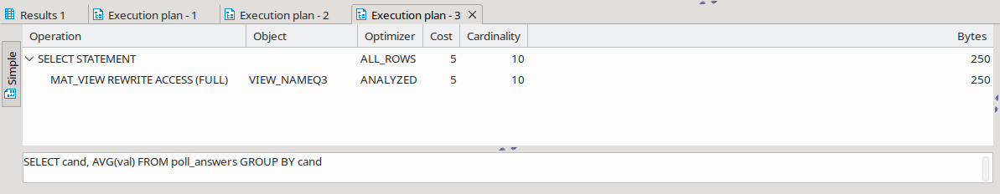 Results 1 Execution plan - 1 Execution plan - 2 Execution plan - 3
Operation Object Optimizer Cost Cardinality Bytes
Simple
SELECT STATEMENT ALL_ROWS 5 10 250
MAT_VIEW REWRITE ACCESS (FULL) VIEW_NAMEQ3 ANALYZED 5 10 250
SELECT cand, AVG(val) FROM poll_answers GROUP BY cand